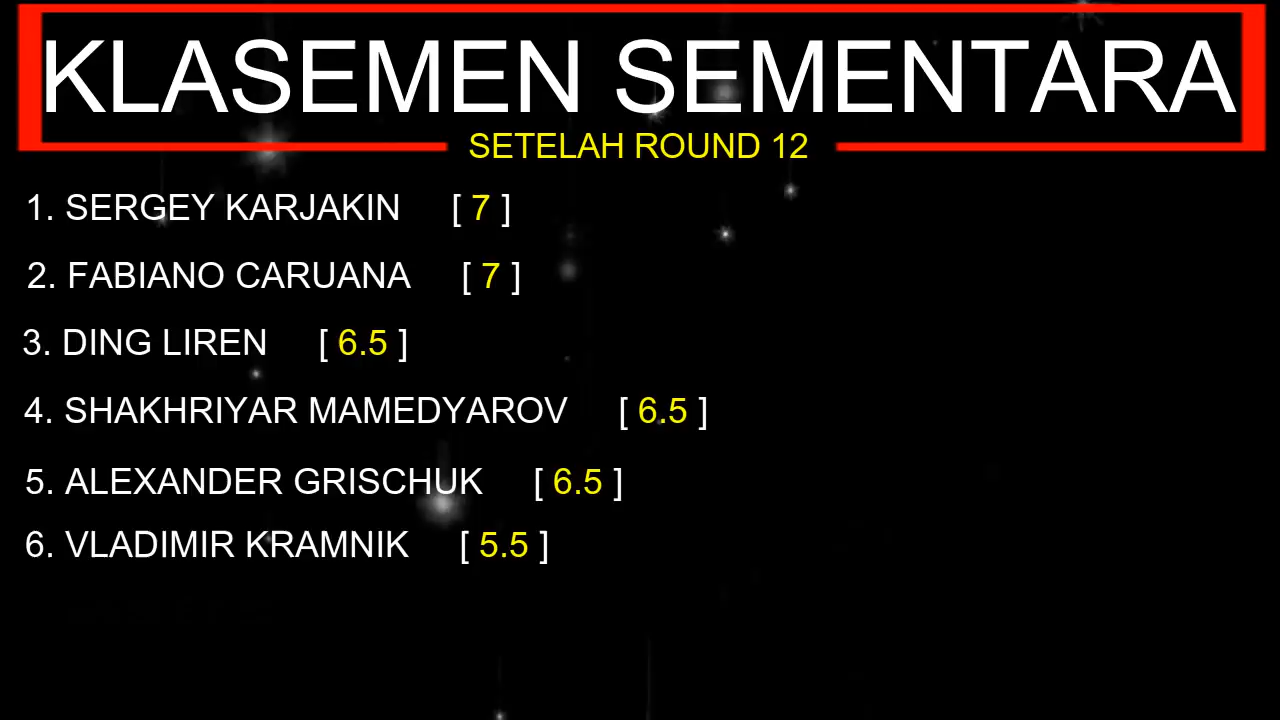 KLASEMEN SEMENTARA
SETELAH ROUND 12
1. SERGEY KARJAKIN [ 7 ]
2. FABIANO CARUANA [ 7 ]
3. DING LIREN [ 6.5 ]
4. SHAKHRIYAR MAMEDYAROV [ 6.5 ]
5. ALEXANDER GRISCHUK [ 6.5 ]
6. VLADIMIR KRAMNIK [ 5.5 ]